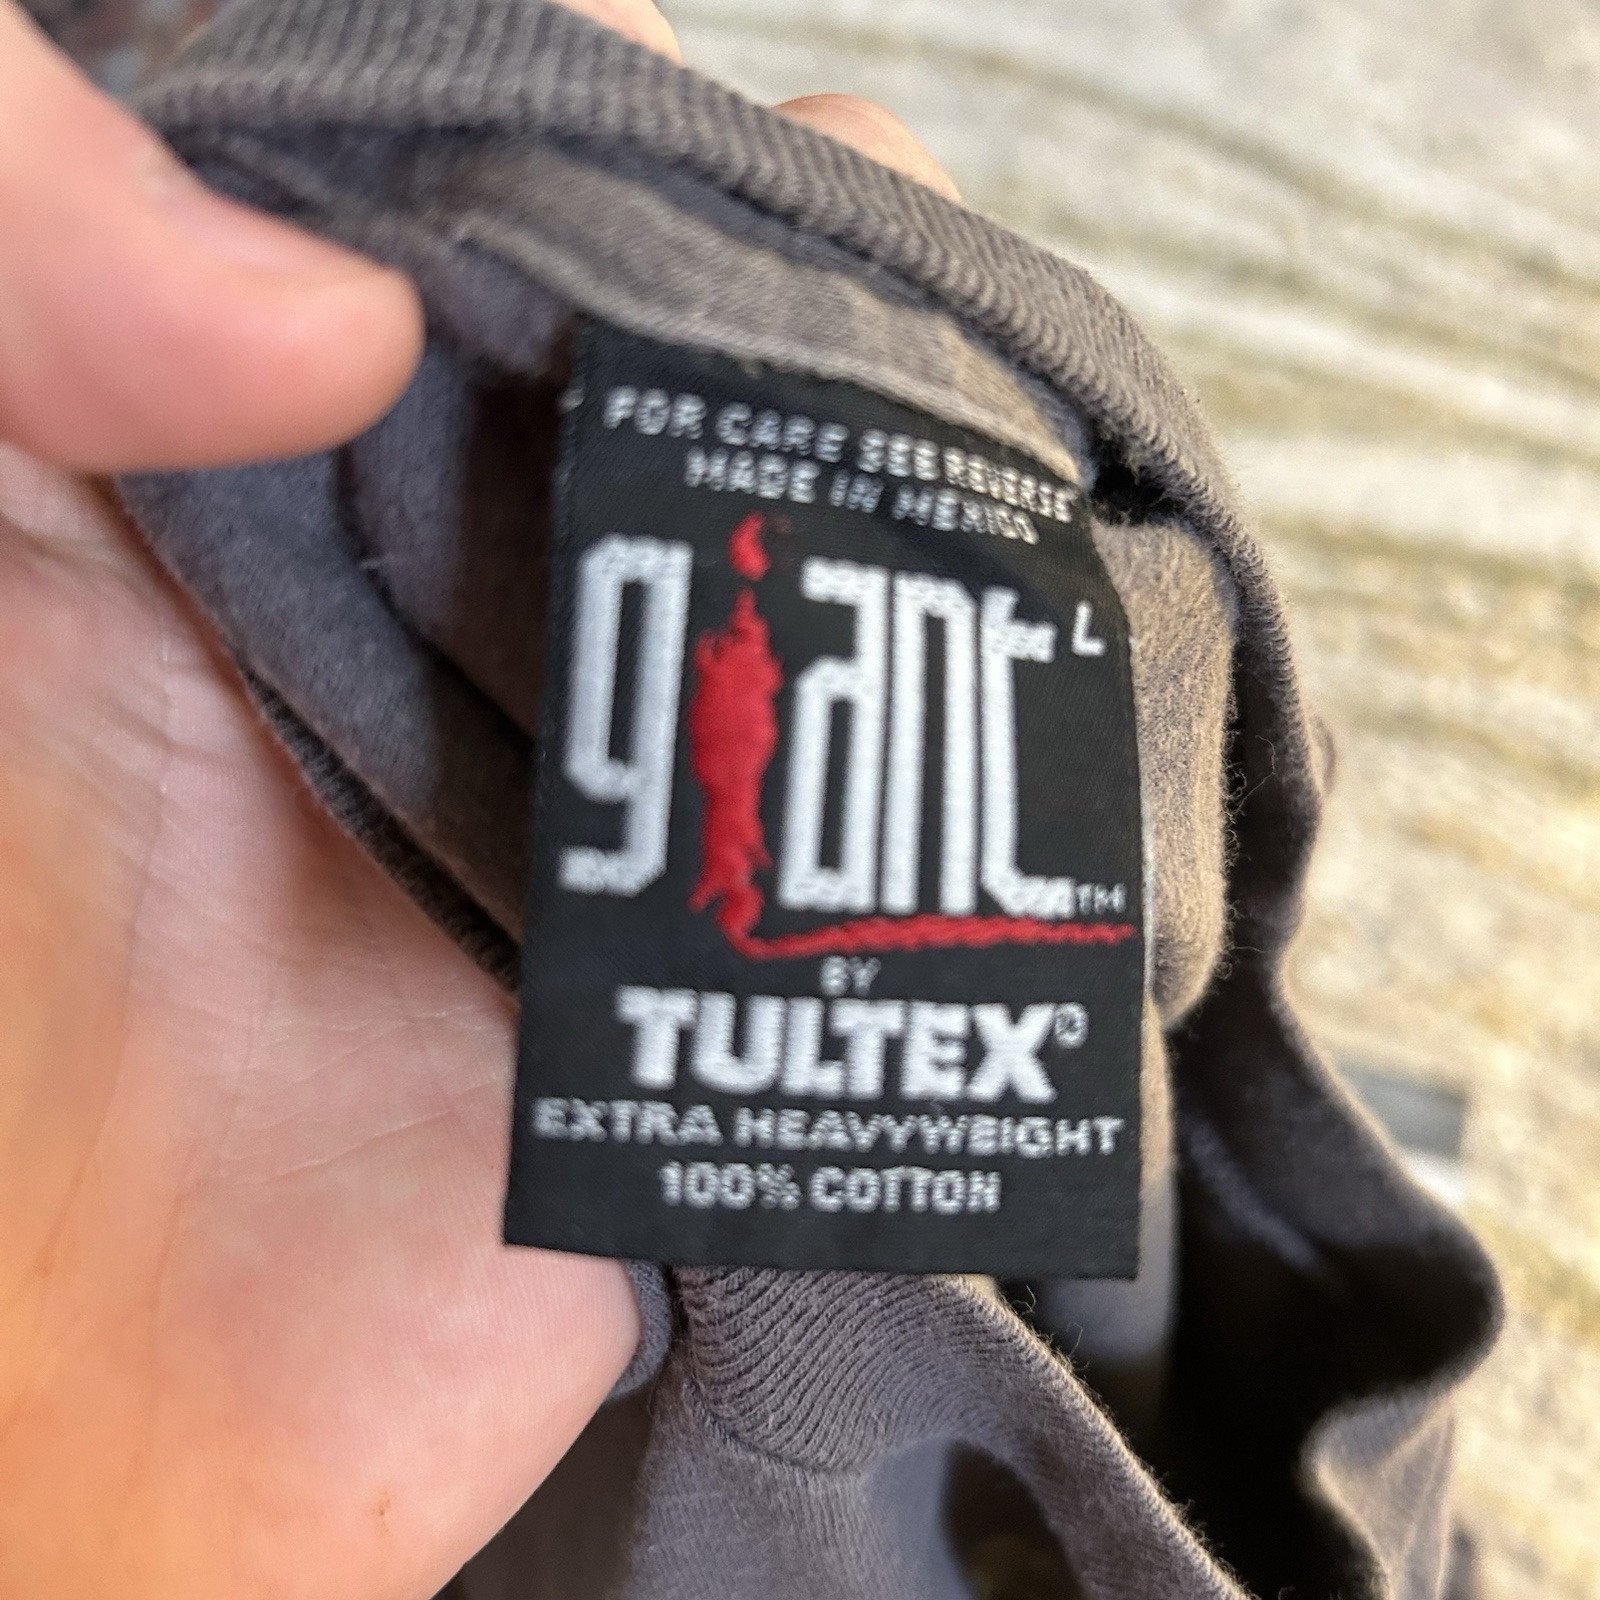 FOR CARE SEE REVERSE
MADE IN MEXICO
giant L
TM
BY
TULTEX®
EXTRA HEAVYWEIGHT
100% COTTON